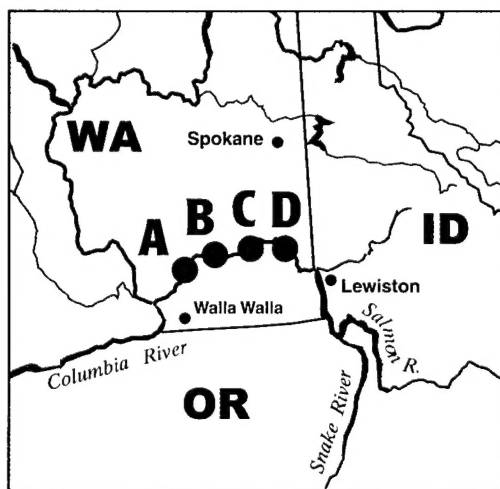 WA
Spokane
A
B
C
D
ID
Lewiston
Walla Walla
Columbia River
Salmon R.
OR
Snake River